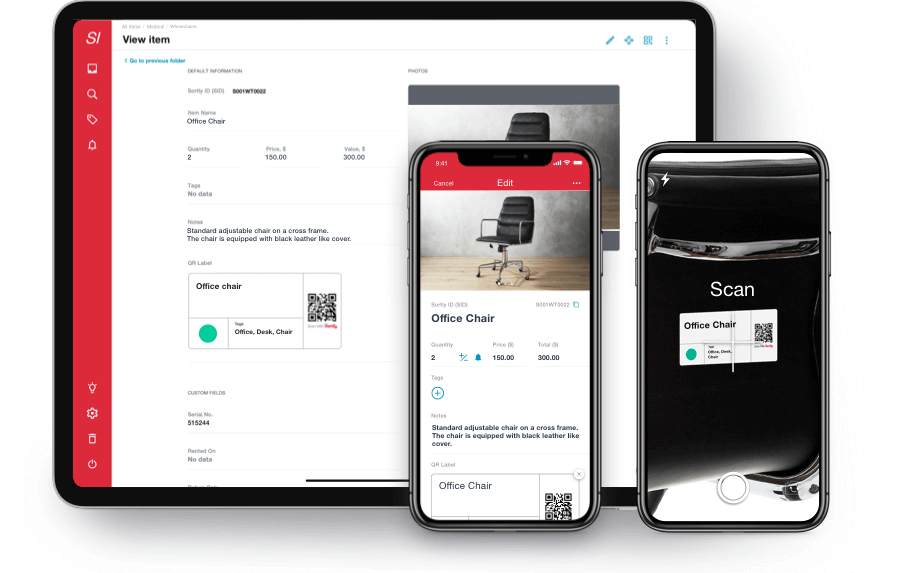 SI
All Items / Medical / Wheelchairs
View item
Go to previous folder
DEFAULT INFORMATION
PHOTOS
Sortly ID (SID)
S001WT0022
Item Name
Office Chair
Quantity
Price, $
Value, $
2
150.00
300.00
Tags
No data
Notes
Standard adjustable chair on a cross frame.
The chair is equipped with black leather like cover.
QR Label
Office chair
Tags
Office, Desk, Chair
Scan With Sortly
CUSTOM FIELDS
Serial No.
515244
Rented On
No data
9:41
Cancel
Edit
Sortly ID (SID)
S001WT0022
Office Chair
Quantity
Price ($)
Total ($)
2
150.00
300.00
Tags
Notes
Standard adjustable chair on a cross frame.
The chair is equipped with black leather like
cover.
QR Label
Office Chair
Scan
Office Chair
Tags
Office, Desk,
Chair